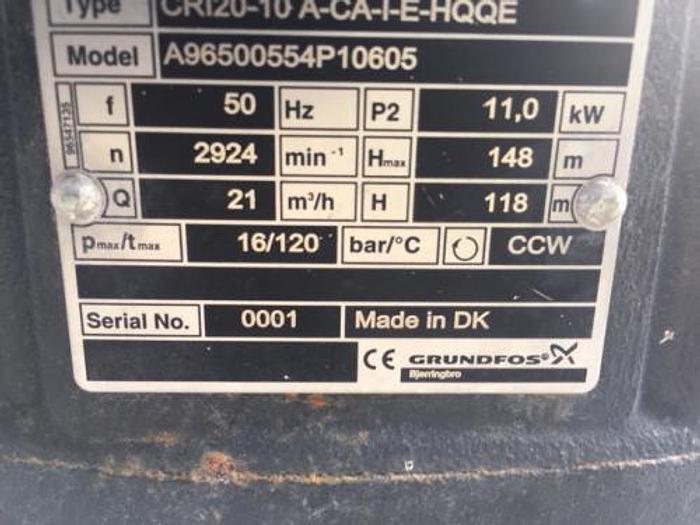 Type CRI20-10 A-CA-I-E-HQQE
Model A96500554P10605
96547135
f 50 Hz P2 11,0 kW
n 2924 min⁻¹ Hmax 148 m
Q 21 m³/h H 118 m
pmax/tmax 16/120 bar/°C CCW
Serial No. 0001 Made in DK
CE GRUNDFOS X
Bjerringbro